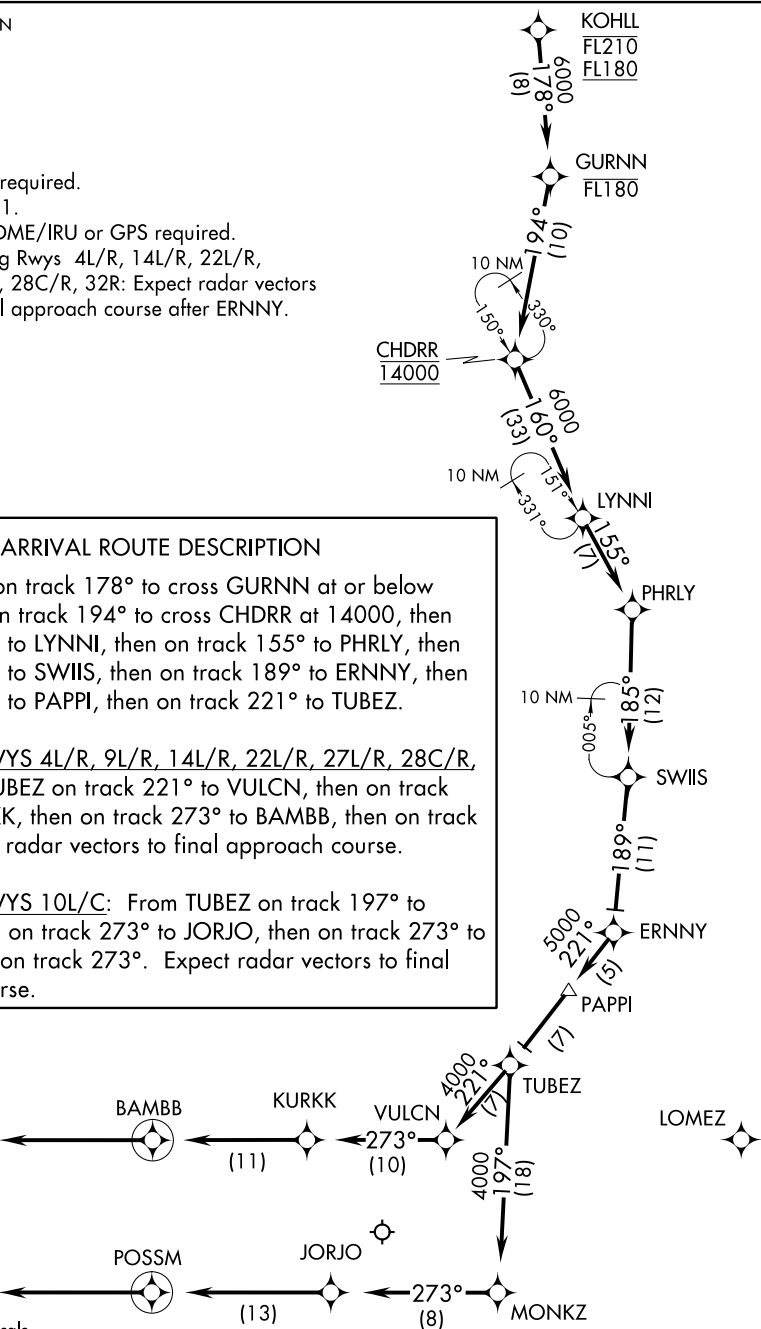 N
KOHLL
FL210
FL180
178°
6000
(8)
required.
1.
OME/IRU or GPS required.
g Rwys 4L/R, 14L/R, 22L/R,
, 28C/R, 32R: Expect radar vectors
l approach course after ERNNY.
GURNN
FL180
194°
(10)
10 NM
150°
330°
CHDRR
14000
6000
160°
(33)
10 NM
151°
331°
LYNNI
155°
(7)
PHRLY
ARRIVAL ROUTE DESCRIPTION
on track 178° to cross GURNN at or below
n track 194° to cross CHDRR at 14000, then
to LYNNI, then on track 155° to PHRLY, then
to SWIIS, then on track 189° to ERNNY, then
to PAPPI, then on track 221° to TUBEZ.
WYS 4L/R, 9L/R, 14L/R, 22L/R, 27L/R, 28C/R,
UBEZ on track 221° to VULCN, then on track
KK, then on track 273° to BAMBB, then on track
radar vectors to final approach course.
WYS 10L/C: From TUBEZ on track 197° to
on track 273° to JORJO, then on track 273° to
on track 273°. Expect radar vectors to final
rse.
10 NM
005°
185°
(12)
SWIIS
189°
(11)
ERNNY
5000
221°
(5)
PAPPI
(7)
TUBEZ
4000
221°
(7)
BAMBB
KURKK
VULCN
LOMEZ
273°
(10)
(11)
4000
197°
(18)
POSSM
JORJO
273°
(8)
(13)
MONKZ